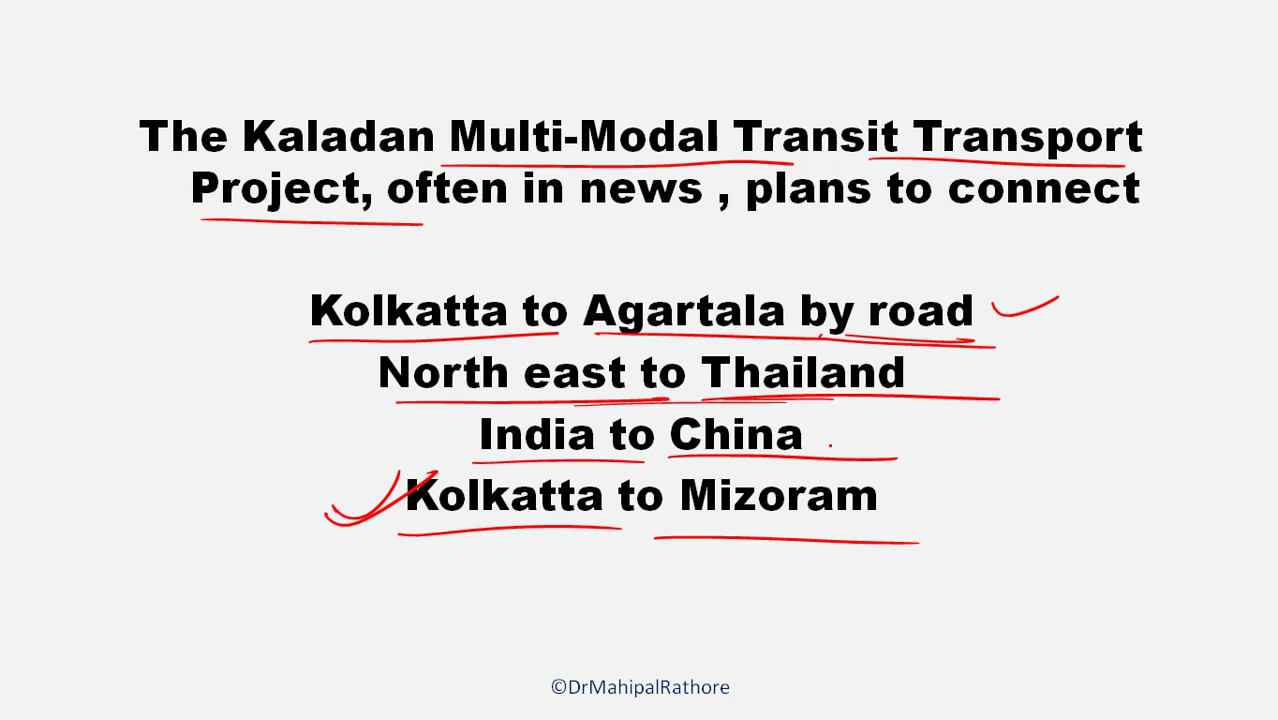 The Kaladan Multi-Modal Transit Transport
Project, often in news , plans to connect
Kolkatta to Agartala by road
North east to Thailand
India to China
Kolkatta to Mizoram
©DrMahipalRathore